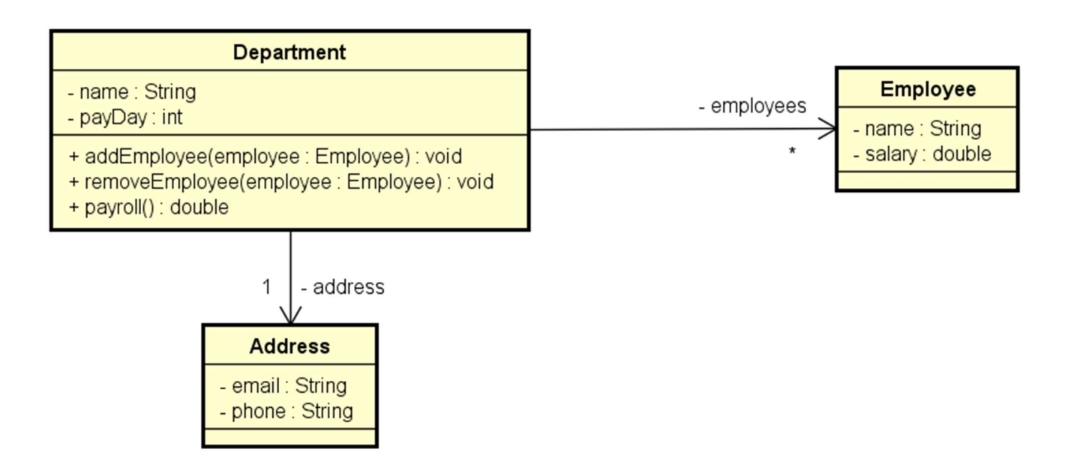 Department
- name : String
- payDay : int
+ addEmployee(employee : Employee) : void
+ removeEmployee(employee : Employee) : void
+ payroll() : double
- employees
*
Employee
- name : String
- salary : double
1 - address
Address
- email : String
- phone : String